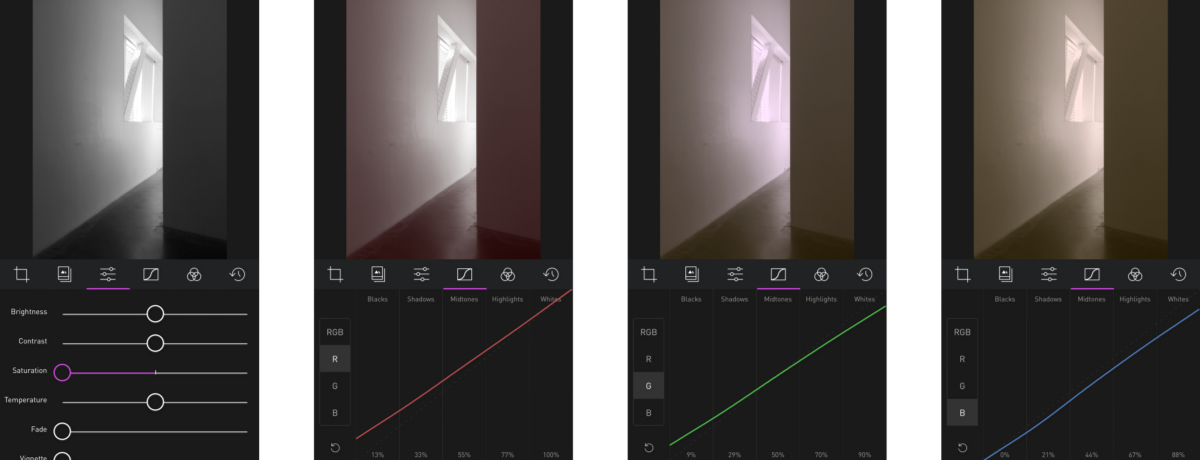 Brightness
Contrast
Saturation
Temperature
Fade
Vignette
Blacks Shadows Midtones Highlights Whites
RGB
R
G
B
13% 33% 55% 77% 100%
Blacks Shadows Midtones Highlights Whites
RGB
R
G
B
9% 29% 50% 70% 90%
Blacks Shadows Midtones Highlights Whites
RGB
R
G
B
0% 21% 44% 67% 88%